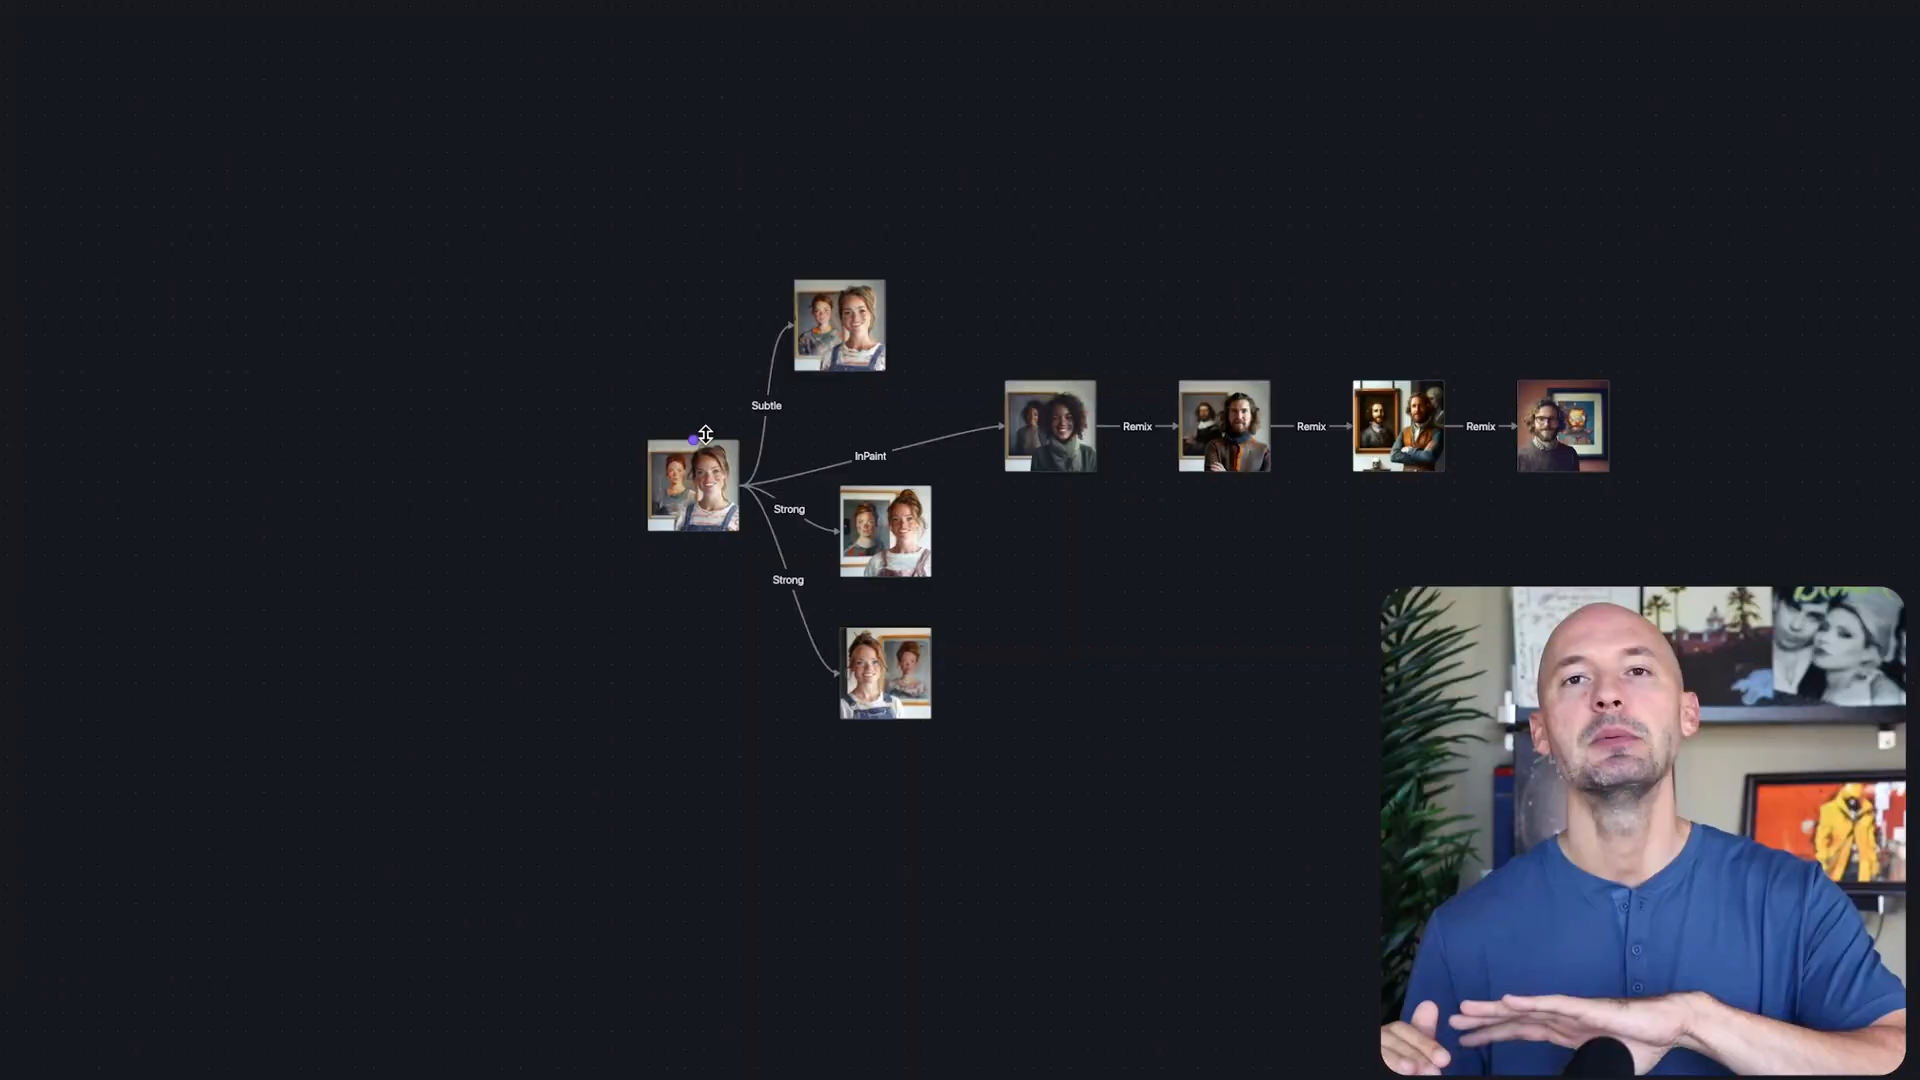 Subtle
InPaint
Remix
Remix
Remix
Strong
Strong